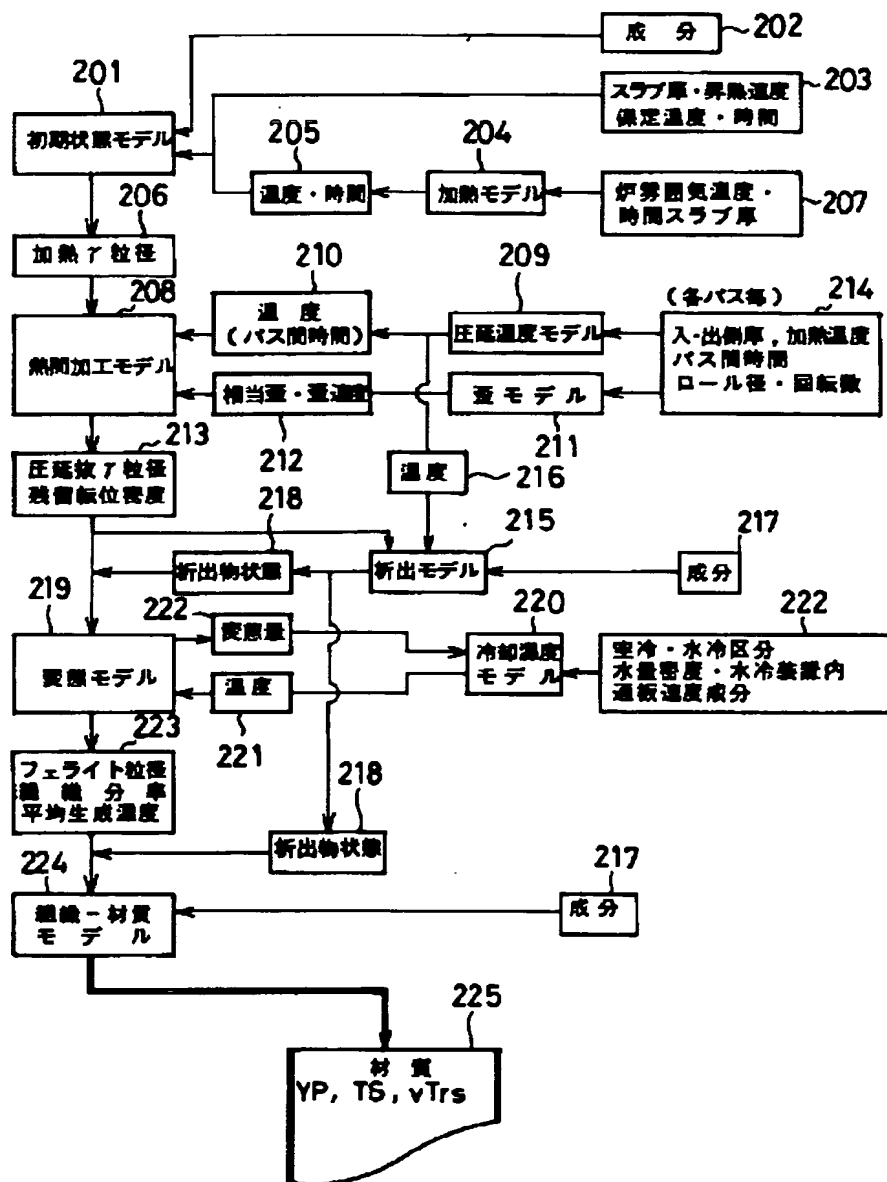 成分
202
201
203
スラブ庫・昇熱温度
保定温度・時間
初期状態モデル
205
204
温度・時間
加熱モデル
炉雰囲気温度・
時間スラブ庫
207
206
加熱γ粒径
208
210
209
(各パス毎)
214
温度
(パス間時間)
圧延温度モデル
入・出側庫,加熱温度
パス間時間
ロール径・回転数
熱間加工モデル
相当歪・歪速度
歪モデル
212
211
213
圧延後γ粒径
残留転位密度
温度
216
218
215
217
析出物状態
析出モデル
成分
219
222
変態量
220
222
空冷・水冷区分
水量密度・水冷装置内
通板速度成分
冷却温度
モデル
変態モデル
温度
221
223
フェライト粒径
組織分率
平均生成温度
218
析出物状態
224
217
組織-材質
モデル
成分
225
材質
YP, TS, vTrs